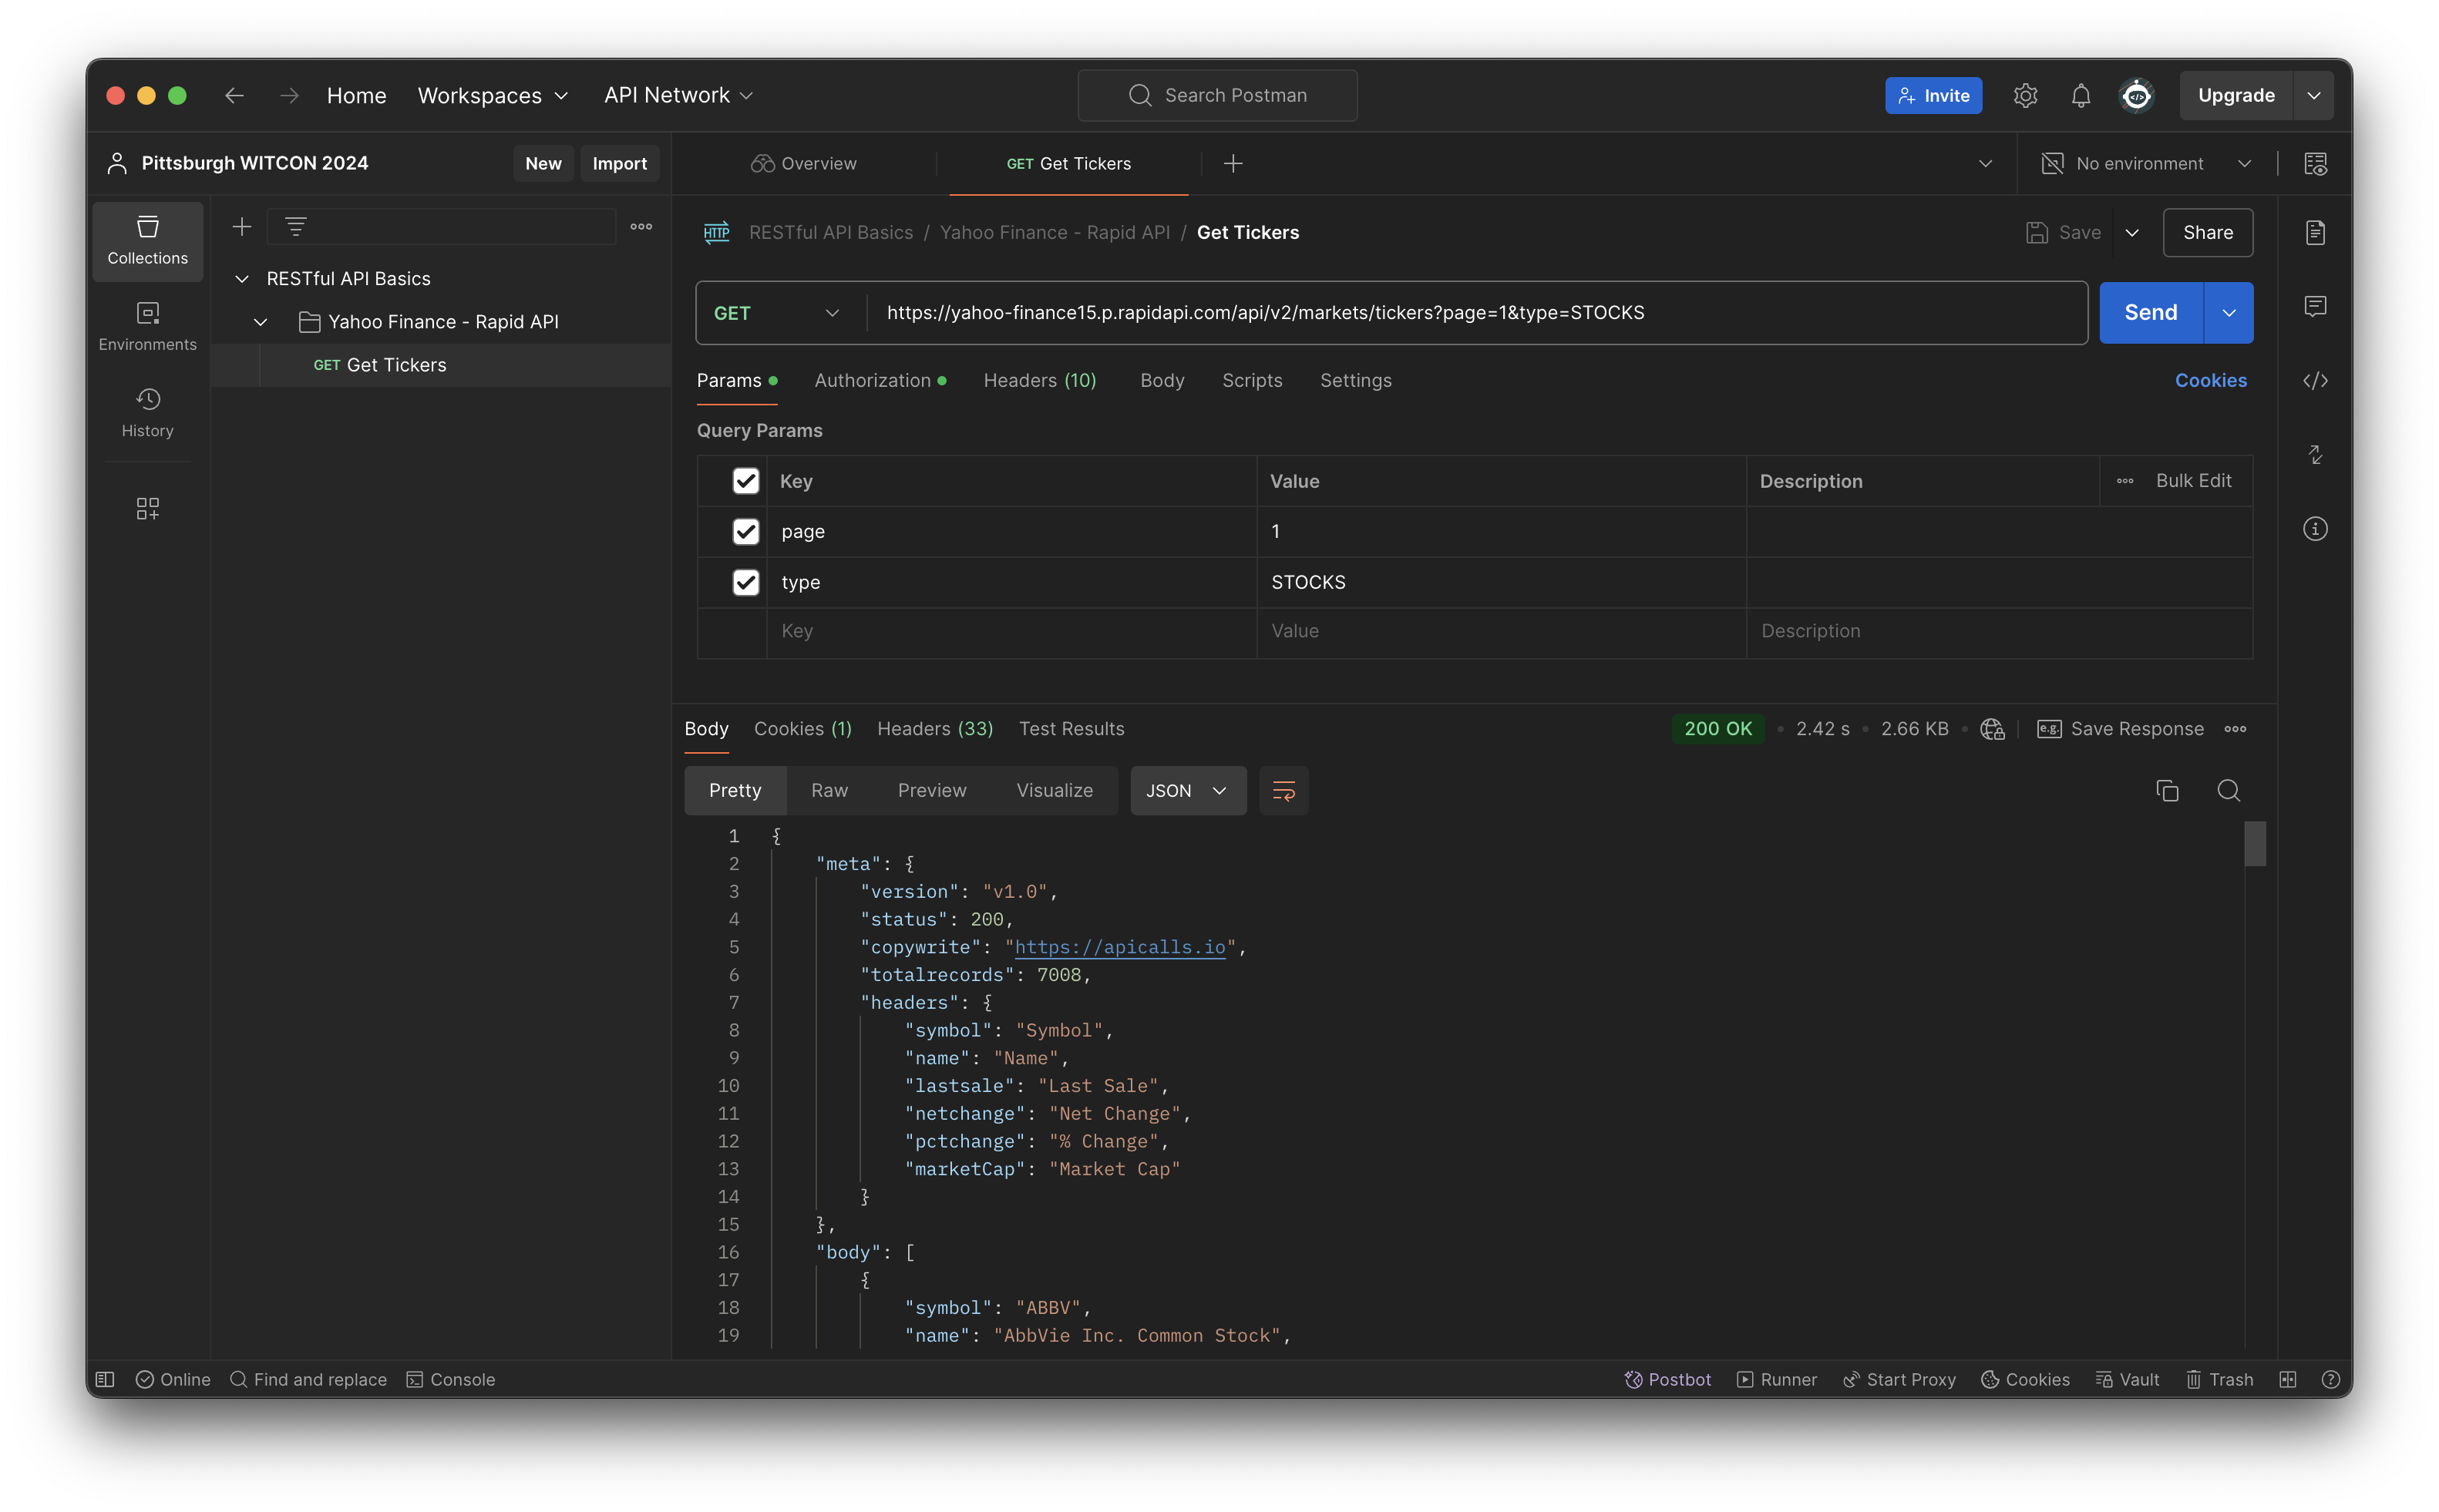 Home Workspaces API Network Search Postman Invite Upgrade
Pittsburgh WITCON 2024 New Import Overview GET Get Tickers No environment
Collections
Environments
History
RESTful API Basics
Yahoo Finance - Rapid API
GET Get Tickers
HTTP RESTful API Basics / Yahoo Finance - Rapid API / Get Tickers Save Share
GET https://yahoo-finance15.p.rapidapi.com/api/v2/markets/tickers?page=1&type=STOCKS Send
Params Authorization Headers (10) Body Scripts Settings Cookies
Query Params
Key Value Description Bulk Edit
page 1
type STOCKS
Key Value Description
Body Cookies (1) Headers (33) Test Results 200 OK 2.42 s 2.66 KB e.g. Save Response
Pretty Raw Preview Visualize JSON
1 {
2 "meta": {
3 "version": "v1.0",
4 "status": 200,
5 "copywrite": "https://apicalls.io",
6 "totalrecords": 7008,
7 "headers": {
8 "symbol": "Symbol",
9 "name": "Name",
10 "lastsale": "Last Sale",
11 "netchange": "Net Change",
12 "pctchange": "% Change",
13 "marketCap": "Market Cap"
14 }
15 },
16 "body": [
17 {
18 "symbol": "ABBV",
19 "name": "AbbVie Inc. Common Stock",
Online Find and replace Console Postbot Runner Start Proxy Cookies Vault Trash